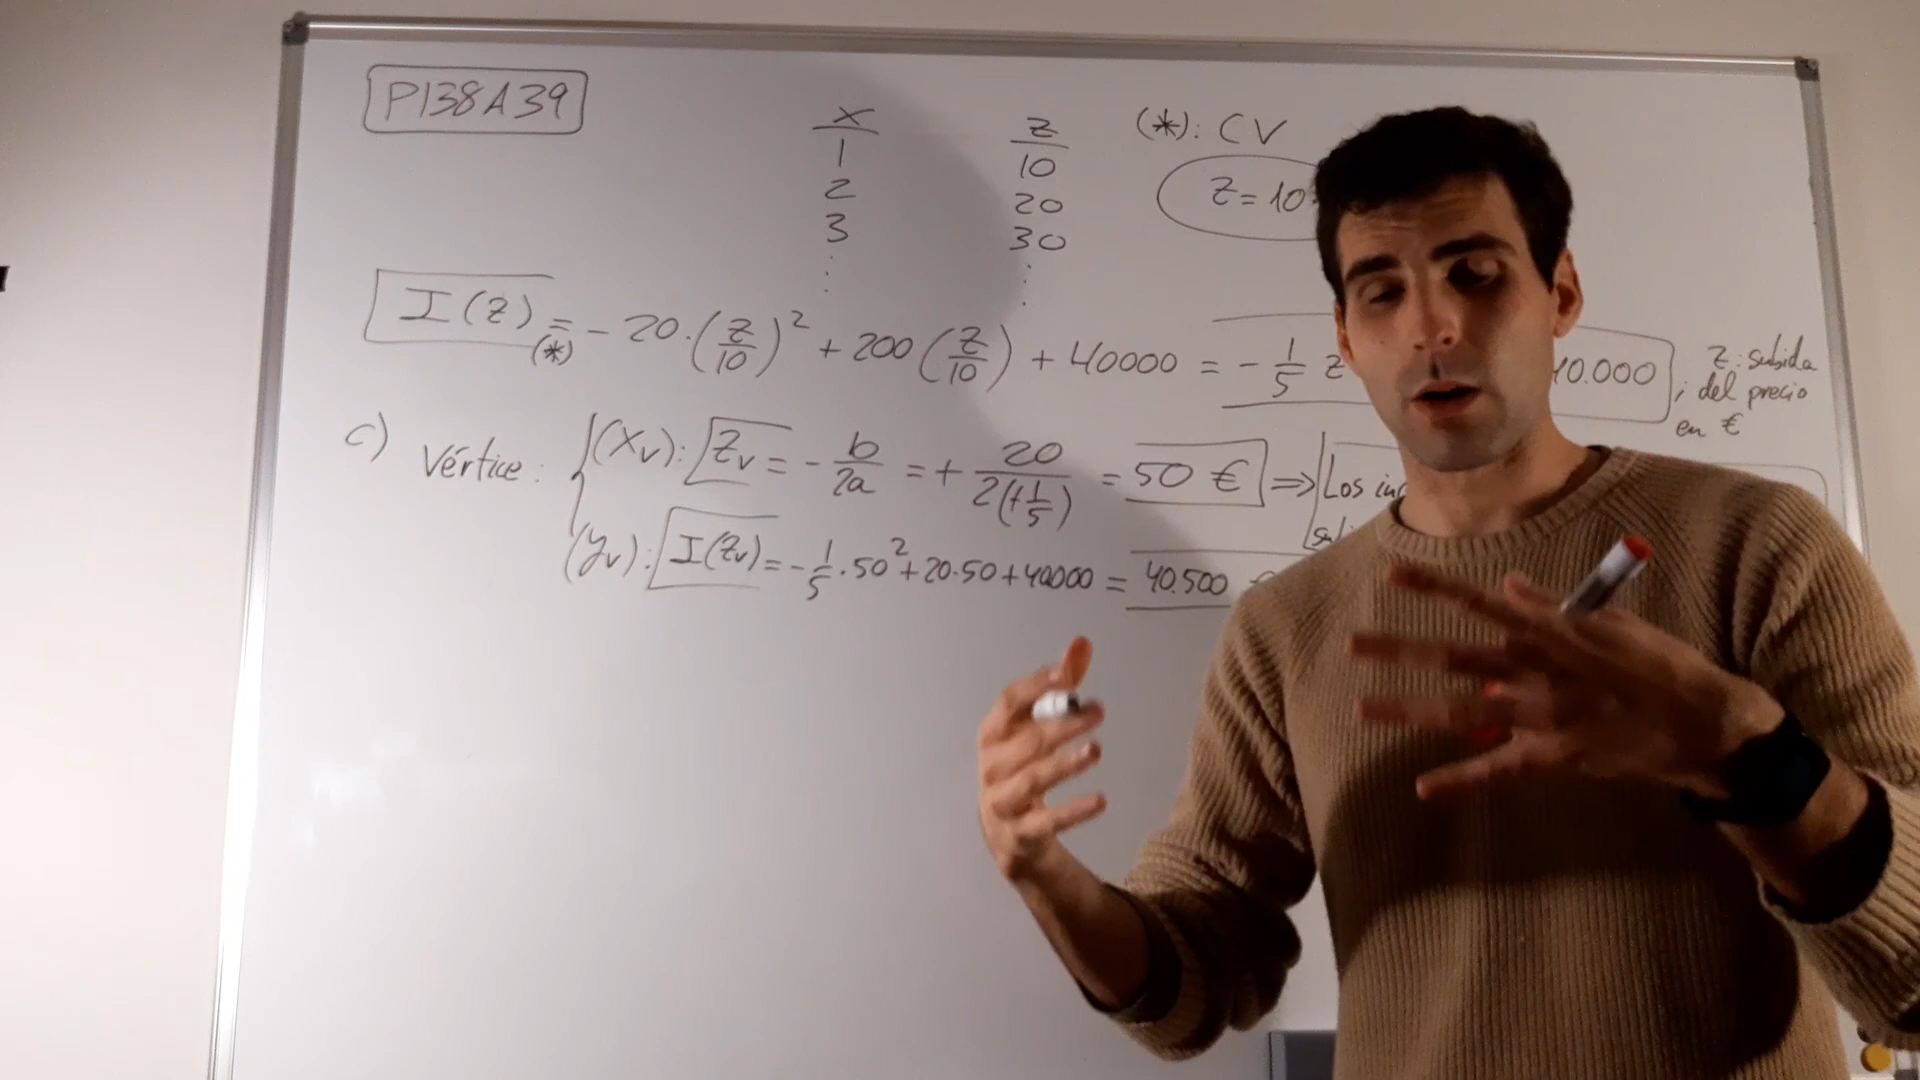 P138A39
x z (*): CV
1 10 z = 10
2 20
3 30
⋮ ⋮
I(z) =(*) - 20·(z/10)² + 200(z/10) + 40000 = - 1/5 z 10.000 ; z: subida del precio en €
c) Vértice: { (xv): zv = - b/2a = + 20/2(+1/5) = 50 € ⇒ Los
(yv): I(zv) = - 1/5 · 50² + 20·50 + 40000 = 40.500